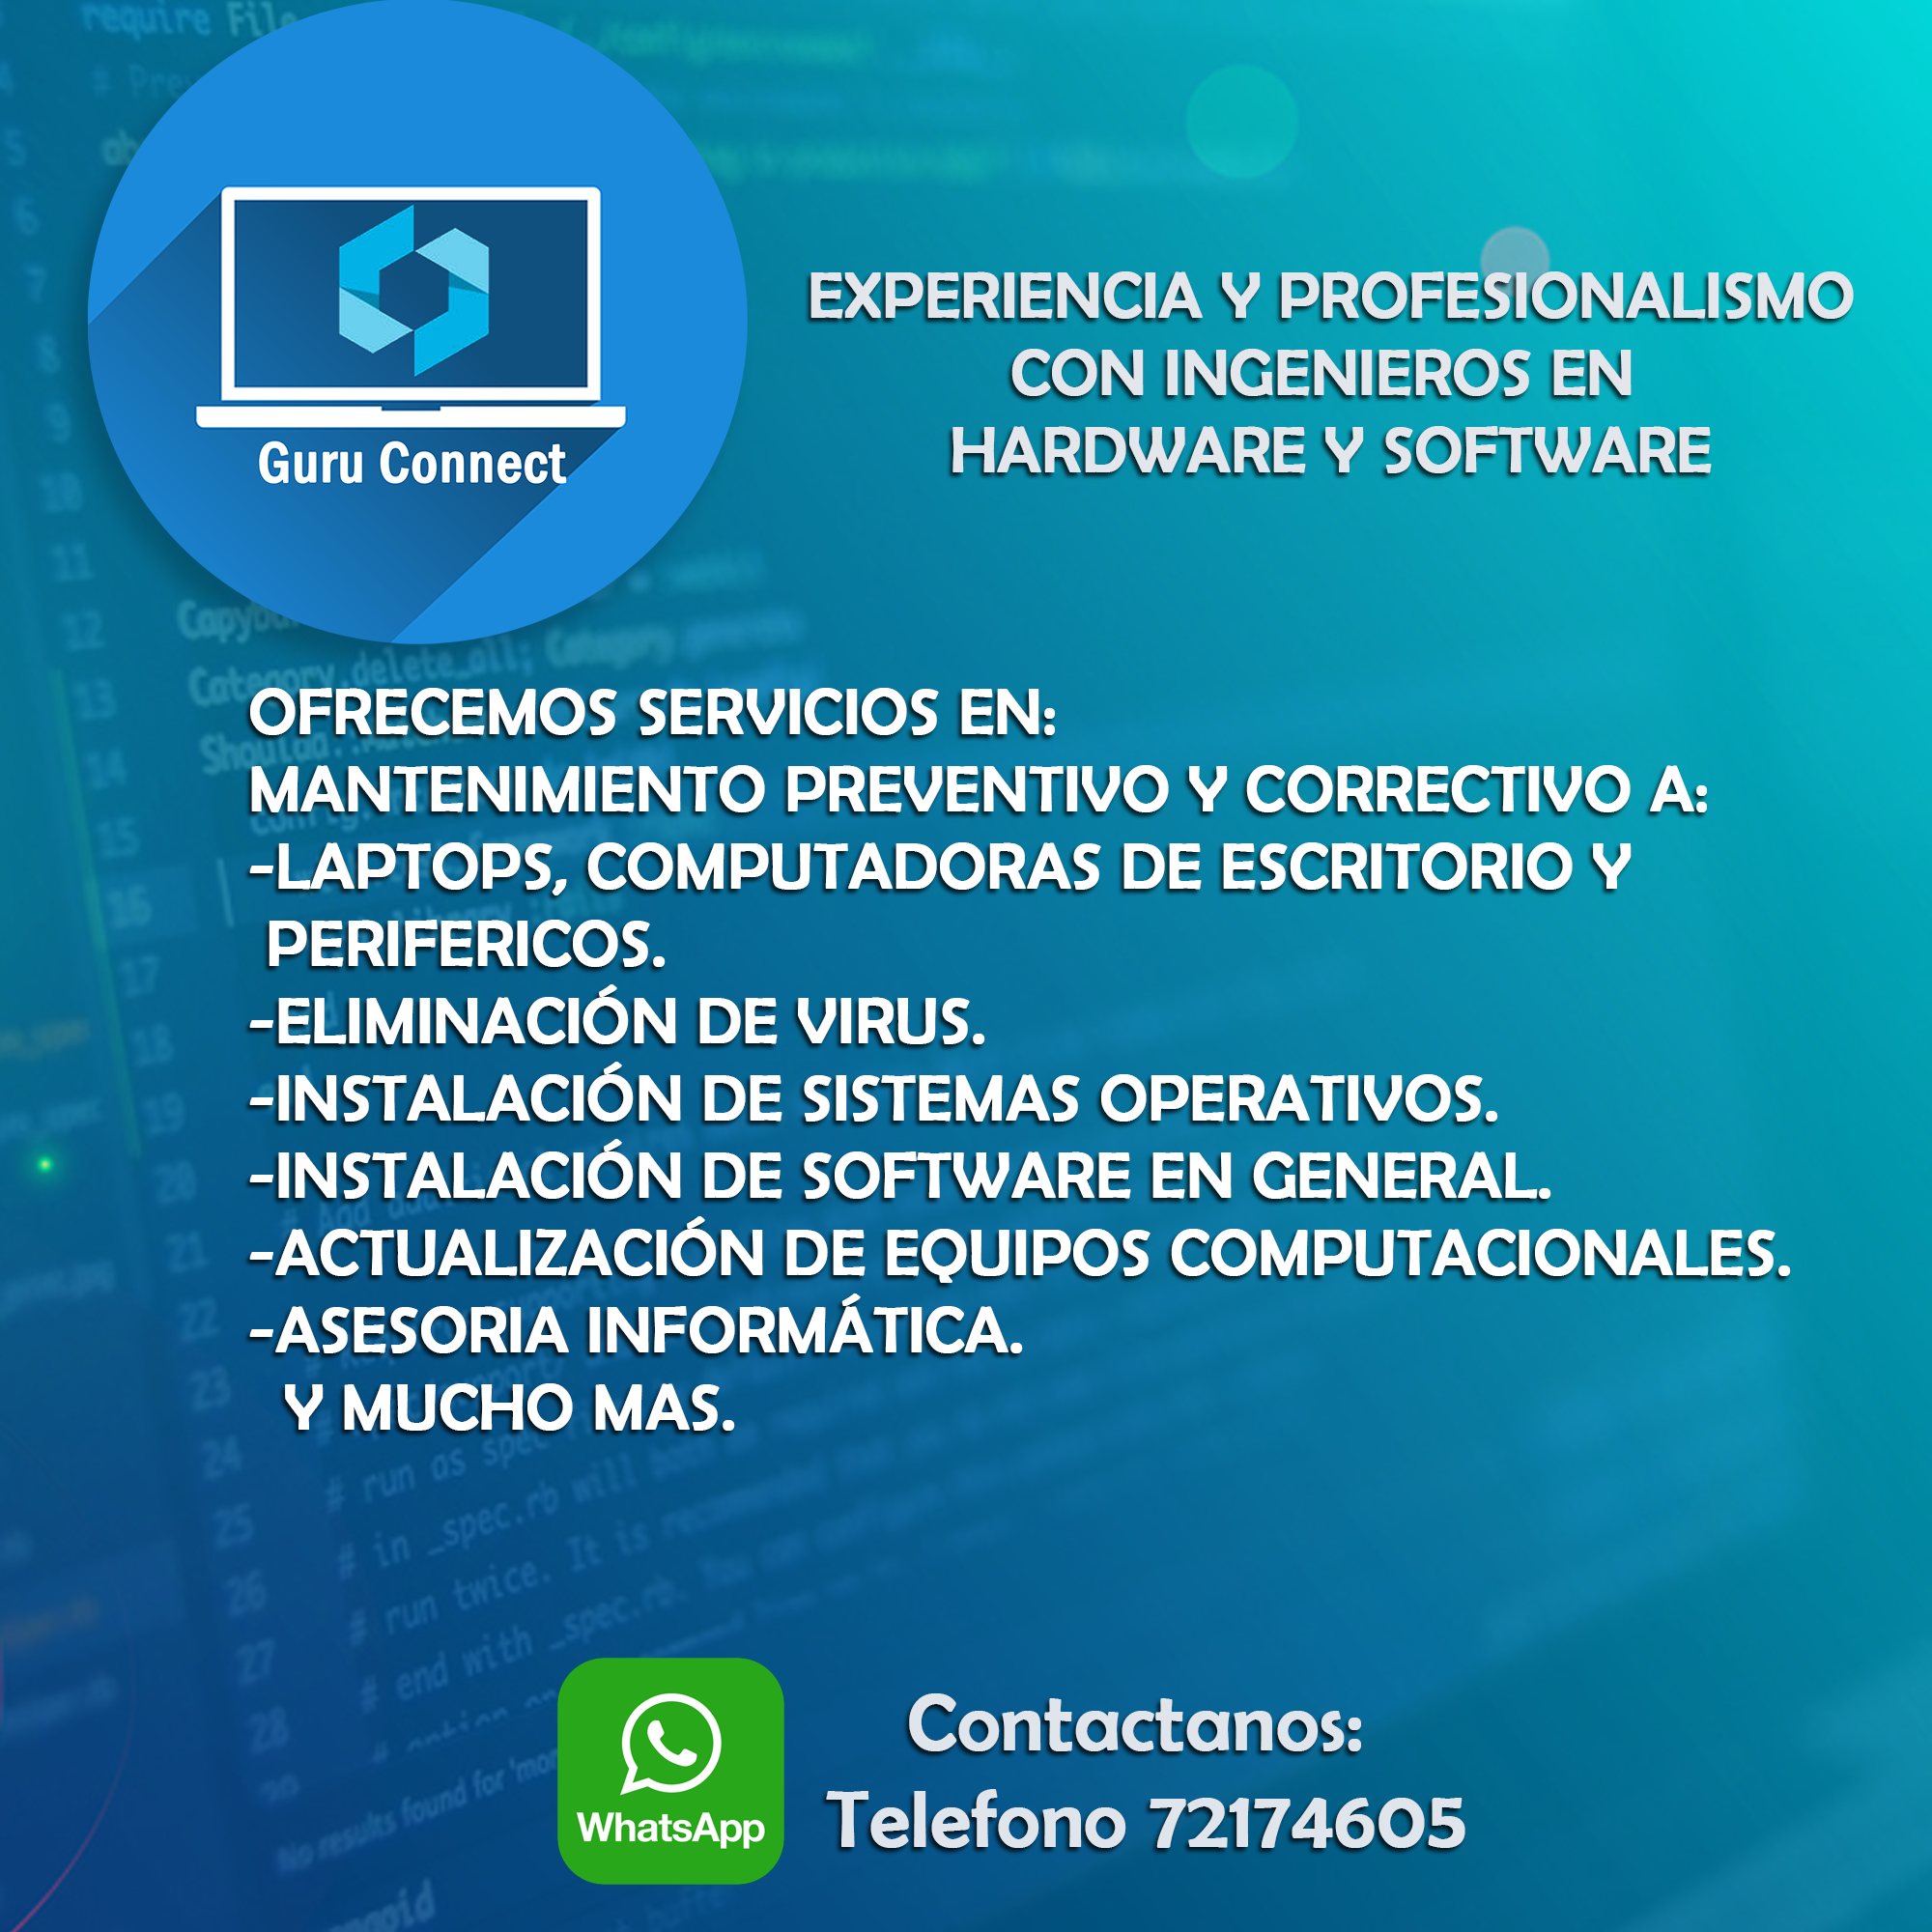 Guru Connect
EXPERIENCIA Y PROFESIONALISMO
CON INGENIEROS EN
HARDWARE Y SOFTWARE
OFRECEMOS SERVICIOS EN:
MANTENIMIENTO PREVENTIVO Y CORRECTIVO A:
-LAPTOPS, COMPUTADORAS DE ESCRITORIO Y
PERIFERICOS.
-ELIMINACIÓN DE VIRUS.
-INSTALACIÓN DE SISTEMAS OPERATIVOS.
-INSTALACIÓN DE SOFTWARE EN GENERAL.
-ACTUALIZACIÓN DE EQUIPOS COMPUTACIONALES.
-ASESORIA INFORMÁTICA.
Y MUCHO MAS.
WhatsApp
Contactanos:
Telefono 72174605